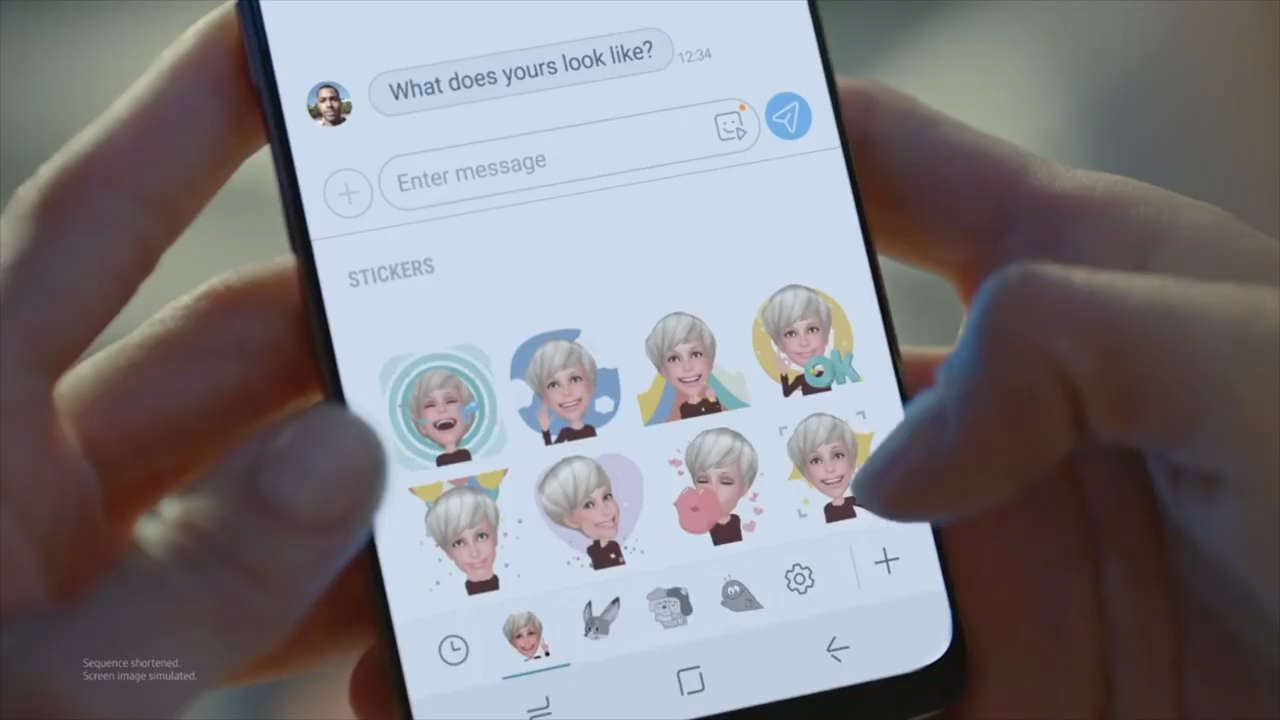 What does yours look like?
12:34
Enter message
STICKERS
OK
Sequence shortened.
Screen image simulated.